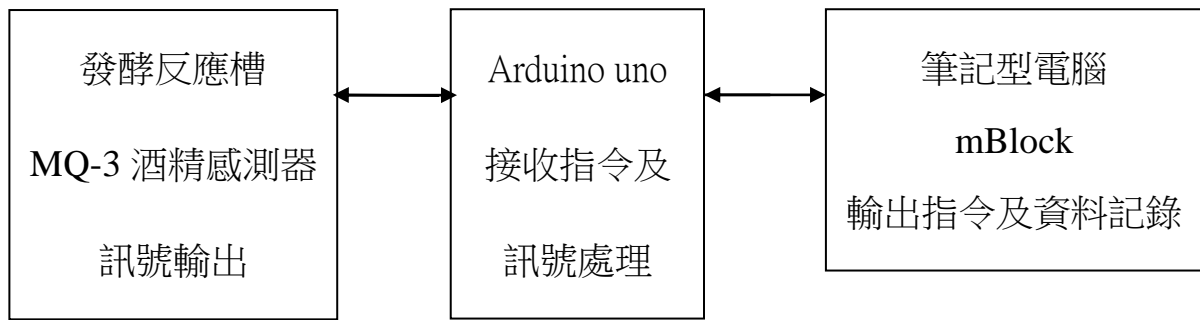 發酵反應槽
MQ-3 酒精感測器
訊號輸出
Arduino uno
接收指令及
訊號處理
筆記型電腦
mBlock
輸出指令及資料記錄